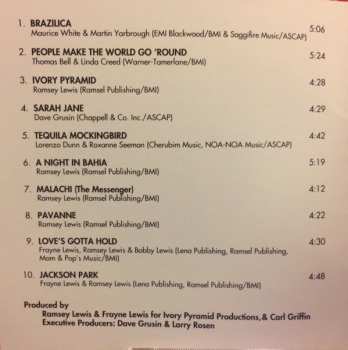 1. BRAZILICA 5:06
Maurice White & Martin Yarbrough (EMI Blackwood/BMI & Saggifire Music/ASCAP)
2. PEOPLE MAKE THE WORLD GO 'ROUND 5:24
Thomas Bell & Linda Creed (Warner-Tamerlane/BMI)
3. IVORY PYRAMID 4:28
Ramsey Lewis (Ramsel Publishing/BMI)
4. SARAH JANE 4:29
Dave Grusin (Chappell & Co. Inc./ASCAP)
5. TEQUILA MOCKINGBIRD 4:42
Lorenzo Dunn & Roxanne Seeman (Cherubim Music, NOA-NOA Music/ASCAP)
6. A NIGHT IN BAHIA 5:19
Ramsey Lewis (Ramsel Publishing/BMI)
7. MALACHI (The Messenger) 4:12
Ramsey Lewis (Ramsel Publishing/BMI)
8. PAVANNE 4:22
Ramsey Lewis (Ramsel Publishing/BMI)
9. LOVE'S GOTTA HOLD 4:30
Frayne Lewis, Ramsey Lewis & Bobby Lewis (Lena Publishing, Ramsel Publishing,
Mom & Pop's Music/BMI)
10. JACKSON PARK 4:48
Frayne Lewis & Ramsey Lewis (Lena Publishing, Ramsel Publishing/BMI)
Produced by
Ramsey Lewis & Frayne Lewis for Ivory Pyramid Productions, & Carl Griffin
Executive Producers: Dave Grusin & Larry Rosen